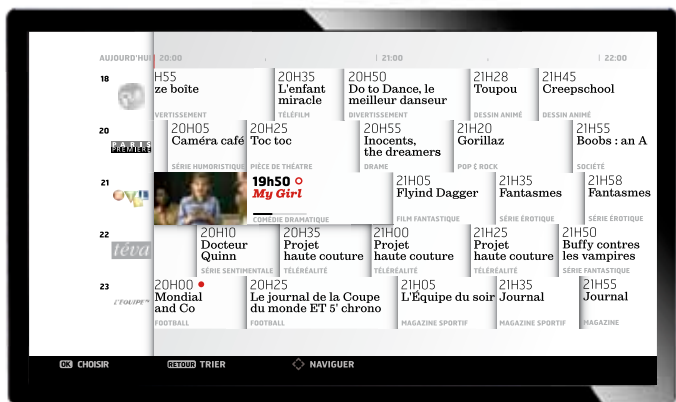 AUJOURD'HUI 20:00 21:00 22:00
18
H55
ze boîte
VERTISSEMENT
20H35
L'enfant
miracle
TÉLÉFILM
20H50
Do to Dance, le
meilleur danseur
DIVERTISSEMENT
21H28
Toupou
DESSIN ANIMÉ
21H45
Creepschool
DESSIN ANIMÉ
20
PARIS
PREMIÈRE
20H05
Caméra café
SÉRIE HUMORISTIQUE
20H25
Toc toc
PIÈCE DE THÉATRE
20H55
Inocents,
the dreamers
DRAME
21H20
Gorillaz
POP & ROCK
21H55
Boobs : an A
SOCIÉTÉ
21
19h50
My Girl
COMÉDIE DRAMATIQUE
21H05
Flyind Dagger
FILM FANTASTIQUE
21H35
Fantasmes
SÉRIE ÉROTIQUE
21H58
Fantasmes
SÉRIE ÉROTIQUE
22
téva
20H10
Docteur
Quinn
SÉRIE SENTIMENTALE
20H35
Projet
haute couture
TÉLÉRÉALITÉ
21H00
Projet
haute couture
TÉLÉRÉALITÉ
21H25
Projet
haute couture
TÉLÉRÉALITÉ
21H50
Buffy contres
les vampires
SÉRIE FANTASTIQUE
23
L'ÉQUIPE
20H00
Mondial
and Co
FOOTBALL
20H25
Le journal de la Coupe
du monde ET 5' chrono
FOOTBALL
21H05
L'Équipe du soir
MAGAZINE SPORTIF
21H35
Journal
MAGAZINE SPORTIF
21H55
Journal
MAGAZINE
OK CHOISIR RETOUR TRIER NAVIGUER